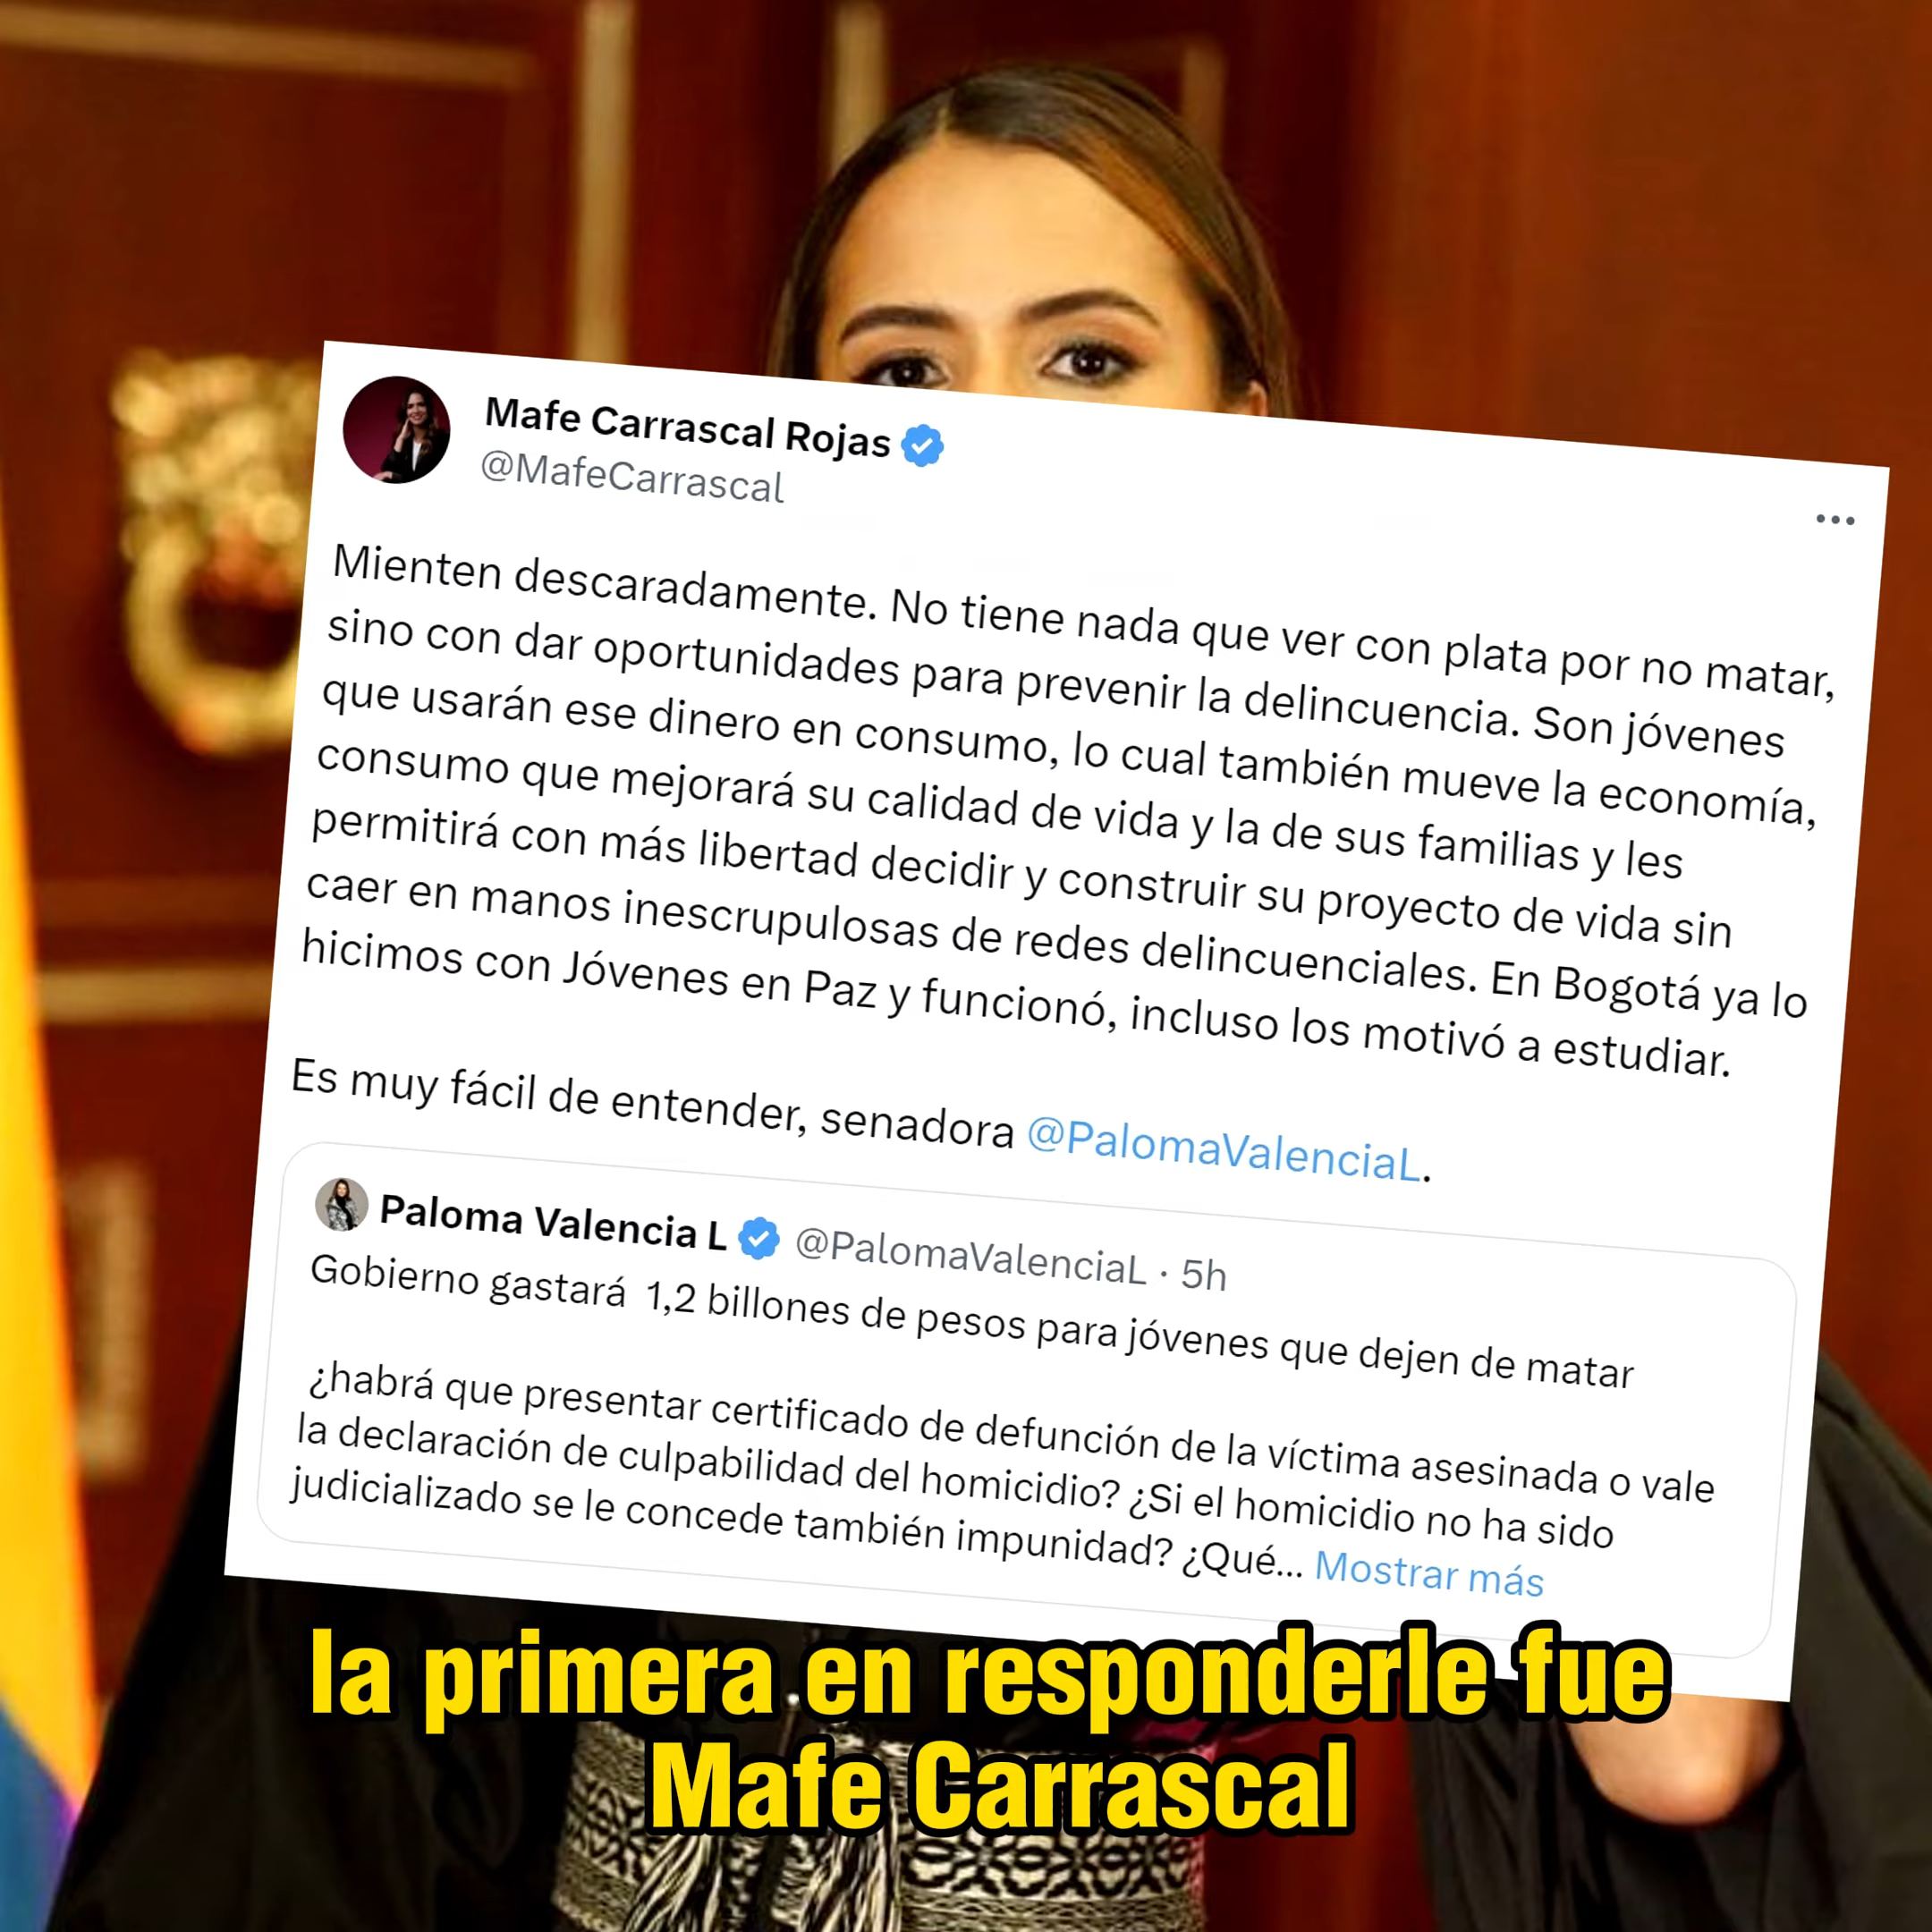 Mafe Carrascal Rojas
@MafeCarrascal
Mienten descaradamente. No tiene nada que ver con plata por no matar,
sino con dar oportunidades para prevenir la delincuencia. Son jóvenes
que usarán ese dinero en consumo, lo cual también mueve la economía,
consumo que mejorará su calidad de vida y la de sus familias y les
permitirá con más libertad decidir y construir su proyecto de vida sin
caer en manos inescrupulosas de redes delincuenciales. En Bogotá ya lo
hicimos con Jóvenes en Paz y funcionó, incluso los motivó a estudiar.
Es muy fácil de entender, senadora @PalomaValenciaL.
Paloma Valencia L @PalomaValenciaL · 5h
Gobierno gastará 1,2 billones de pesos para jóvenes que dejen de matar
¿habrá que presentar certificado de defunción de la víctima asesinada o vale
la declaración de culpabilidad del homicidio? ¿Si el homicidio no ha sido
judicializado se le concede también impunidad? ¿Qué... Mostrar más
la primera en responderle fue
Mafe Carrascal